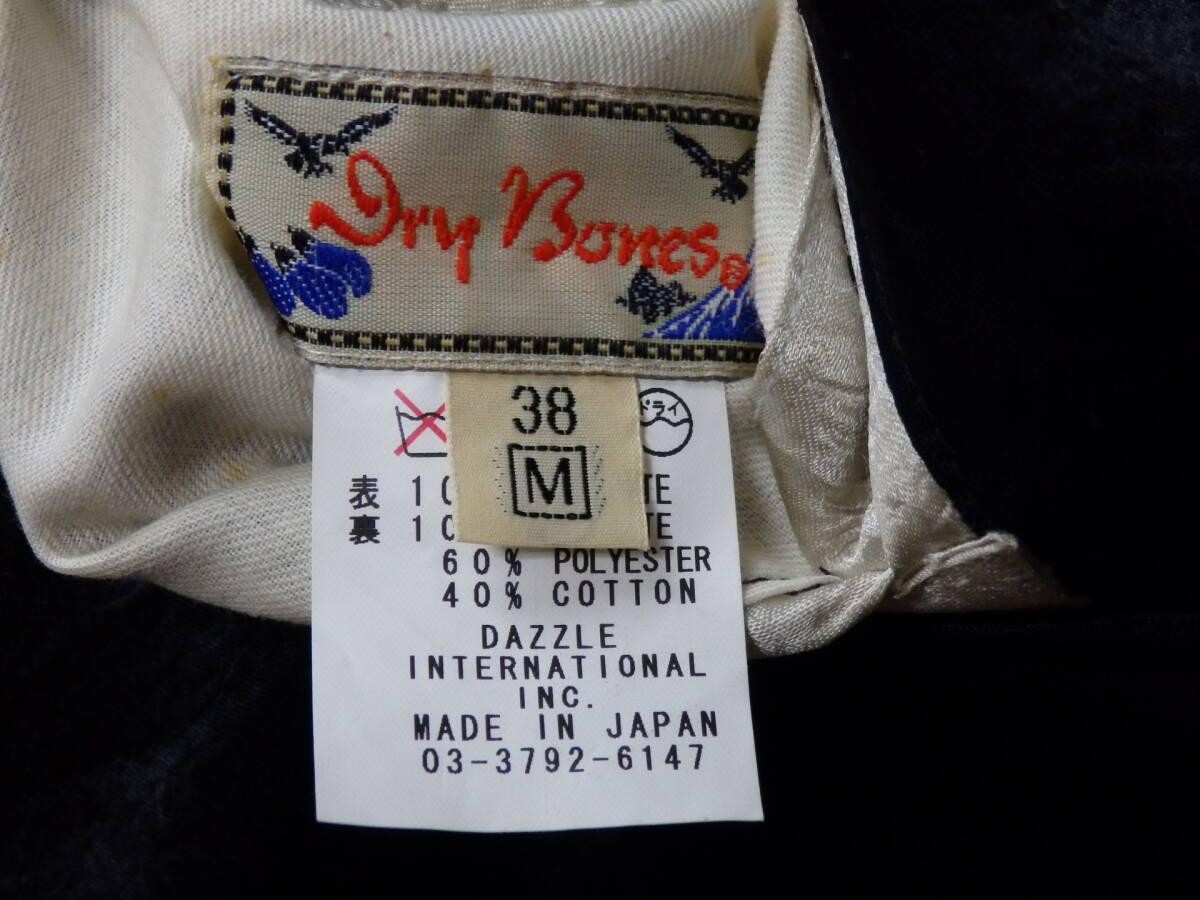 Dry Bones
38
M
ドライ
表 10 TE
裏 10 TE
60% POLYESTER
40% COTTON
DAZZLE
INTERNATIONAL
INC.
MADE IN JAPAN
03-3792-6147